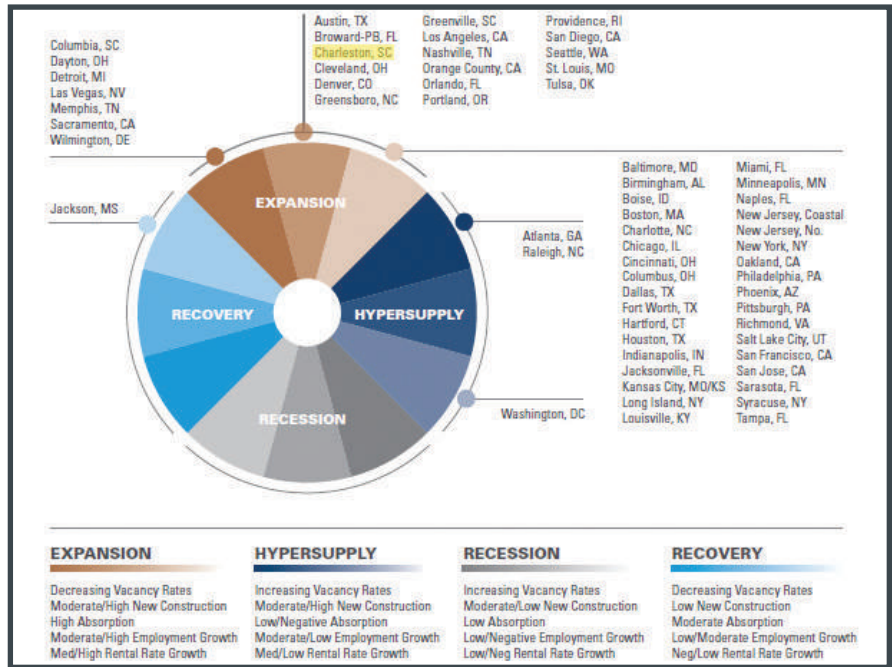 Columbia, SC
Dayton, OH
Detroit, MI
Las Vegas, NV
Memphis, TN
Sacramento, CA
Wilmington, DE
Austin, TX
Broward-PB, FL
Charleston, SC
Cleveland, OH
Denver, CO
Greensboro, NC
Greenville, SC
Los Angeles, CA
Nashville, TN
Orange County, CA
Orlando, FL
Portland, OR
Providence, RI
San Diego, CA
Seattle, WA
St. Louis, MO
Tulsa, OK
Jackson, MS
EXPANSION
RECOVERY
HYPERSUPPLY
RECESSION
Atlanta, GA
Raleigh, NC
Washington, DC
Baltimore, MD
Birmingham, AL
Boise, ID
Boston, MA
Charlotte, NC
Chicago, IL
Cincinnati, OH
Columbus, OH
Dallas, TX
Fort Worth, TX
Hartford, CT
Houston, TX
Indianapolis, IN
Jacksonville, FL
Kansas City, MO/KS
Long Island, NY
Louisville, KY
Miami, FL
Minneapolis, MN
Naples, FL
New Jersey, Coastal
New Jersey, No.
New York, NY
Oakland, CA
Philadelphia, PA
Phoenix, AZ
Pittsburgh, PA
Richmond, VA
Salt Lake City, UT
San Francisco, CA
San Jose, CA
Sarasota, FL
Syracuse, NY
Tampa, FL
EXPANSION
Decreasing Vacancy Rates
Moderate/High New Construction
High Absorption
Moderate/High Employment Growth
Med/High Rental Rate Growth
HYPERSUPPLY
Increasing Vacancy Rates
Moderate/High New Construction
Low/Negative Absorption
Moderate/Low Employment Growth
Med/Low Rental Rate Growth
RECESSION
Increasing Vacancy Rates
Moderate/Low New Construction
Low Absorption
Low/Negative Employment Growth
Low/Neg Rental Rate Growth
RECOVERY
Decreasing Vacancy Rates
Low New Construction
Moderate Absorption
Low/Moderate Employment Growth
Neg/Low Rental Rate Growth